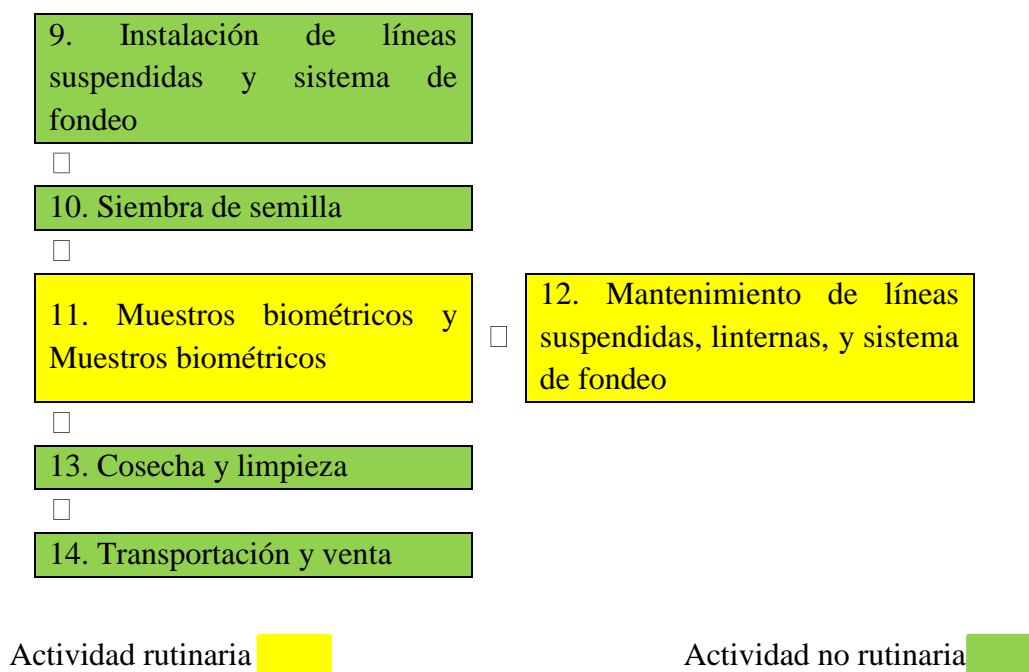 9. Instalación de líneas
suspendidas y sistema de
fondeo
10. Siembra de semilla
11. Muestros biométricos y
Muestros biométricos
12. Mantenimiento de líneas
suspendidas, linternas, y sistema
de fondeo
13. Cosecha y limpieza
14. Transportación y venta
Actividad rutinaria
Actividad no rutinaria